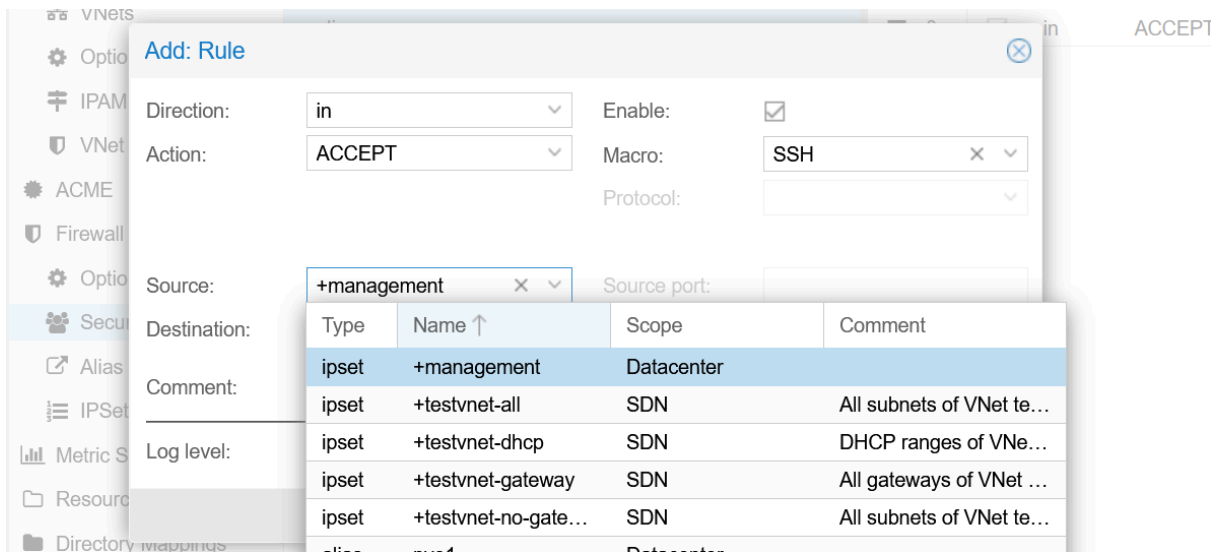 VNets
in ACCEPT
Add: Rule
Optio
Direction: in Enable:
IPAM
Action: ACCEPT Macro: SSH
VNet
Protocol:
ACME
Firewall
Optio
Source: +management Source port:
Secur
Destination:
Type Name Scope Comment
Alias
ipset +management Datacenter
Comment:
IPSet
ipset +testvnet-all SDN All subnets of VNet te…
Metric S
Log level:
ipset +testvnet-dhcp SDN DHCP ranges of VNe…
ipset +testvnet-gateway SDN All gateways of VNet …
Resourc
ipset +testvnet-no-gate… SDN All subnets of VNet te…
Directory Mappings
alias Datacenter